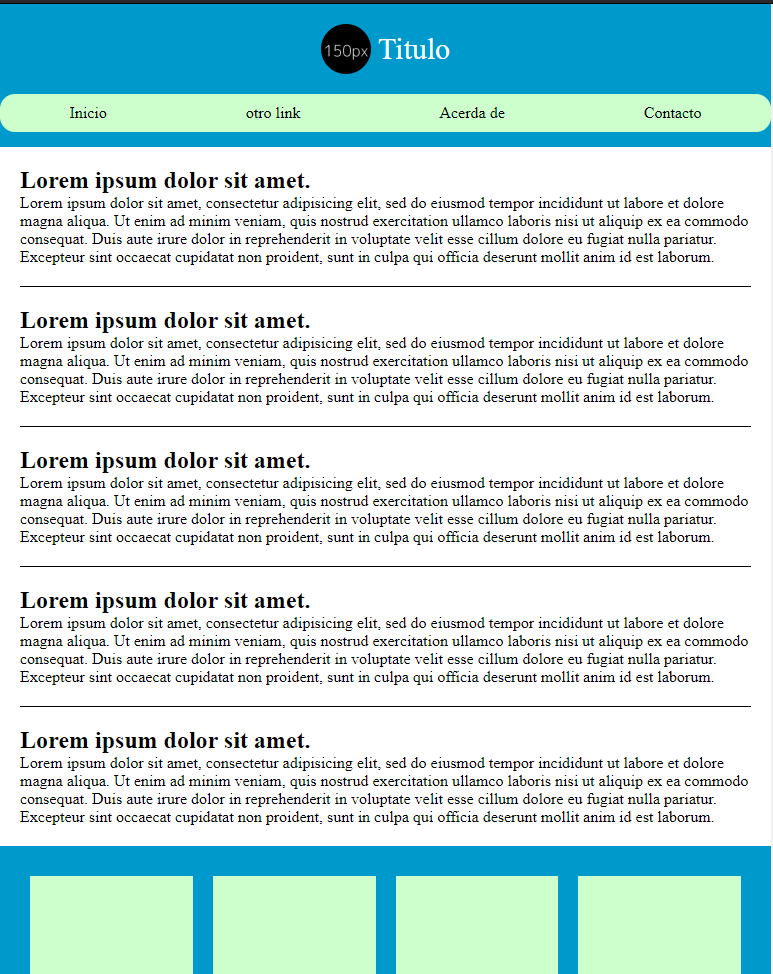 150px Titulo
Inicio otro link Acerda de Contacto
Lorem ipsum dolor sit amet.
Lorem ipsum dolor sit amet, consectetur adipisicing elit, sed do eiusmod tempor incididunt ut labore et dolore
magna aliqua. Ut enim ad minim veniam, quis nostrud exercitation ullamco laboris nisi ut aliquip ex ea commodo
consequat. Duis aute irure dolor in reprehenderit in voluptate velit esse cillum dolore eu fugiat nulla pariatur.
Excepteur sint occaecat cupidatat non proident, sunt in culpa qui officia deserunt mollit anim id est laborum.
Lorem ipsum dolor sit amet.
Lorem ipsum dolor sit amet, consectetur adipisicing elit, sed do eiusmod tempor incididunt ut labore et dolore
magna aliqua. Ut enim ad minim veniam, quis nostrud exercitation ullamco laboris nisi ut aliquip ex ea commodo
consequat. Duis aute irure dolor in reprehenderit in voluptate velit esse cillum dolore eu fugiat nulla pariatur.
Excepteur sint occaecat cupidatat non proident, sunt in culpa qui officia deserunt mollit anim id est laborum.
Lorem ipsum dolor sit amet.
Lorem ipsum dolor sit amet, consectetur adipisicing elit, sed do eiusmod tempor incididunt ut labore et dolore
magna aliqua. Ut enim ad minim veniam, quis nostrud exercitation ullamco laboris nisi ut aliquip ex ea commodo
consequat. Duis aute irure dolor in reprehenderit in voluptate velit esse cillum dolore eu fugiat nulla pariatur.
Excepteur sint occaecat cupidatat non proident, sunt in culpa qui officia deserunt mollit anim id est laborum.
Lorem ipsum dolor sit amet.
Lorem ipsum dolor sit amet, consectetur adipisicing elit, sed do eiusmod tempor incididunt ut labore et dolore
magna aliqua. Ut enim ad minim veniam, quis nostrud exercitation ullamco laboris nisi ut aliquip ex ea commodo
consequat. Duis aute irure dolor in reprehenderit in voluptate velit esse cillum dolore eu fugiat nulla pariatur.
Excepteur sint occaecat cupidatat non proident, sunt in culpa qui officia deserunt mollit anim id est laborum.
Lorem ipsum dolor sit amet.
Lorem ipsum dolor sit amet, consectetur adipisicing elit, sed do eiusmod tempor incididunt ut labore et dolore
magna aliqua. Ut enim ad minim veniam, quis nostrud exercitation ullamco laboris nisi ut aliquip ex ea commodo
consequat. Duis aute irure dolor in reprehenderit in voluptate velit esse cillum dolore eu fugiat nulla pariatur.
Excepteur sint occaecat cupidatat non proident, sunt in culpa qui officia deserunt mollit anim id est laborum.